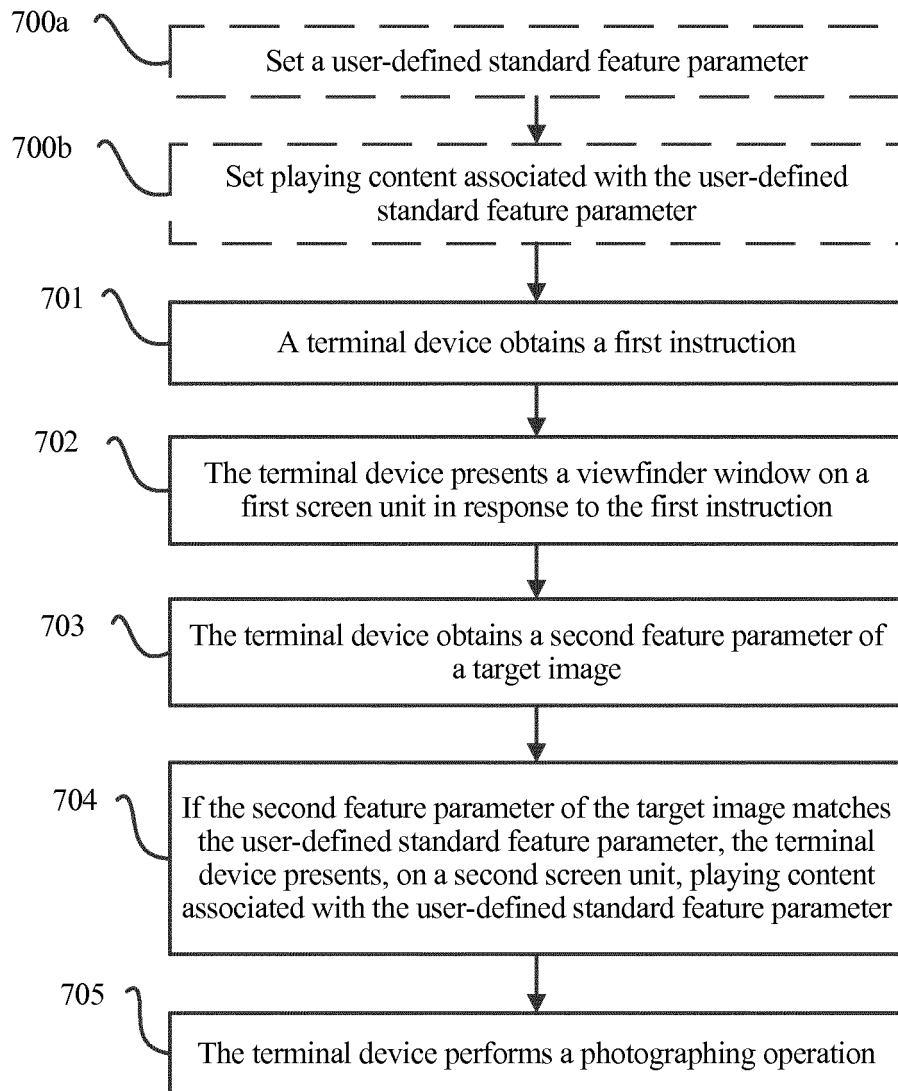 700a
Set a user-defined standard feature parameter
700b
Set playing content associated with the user-defined
standard feature parameter
701
A terminal device obtains a first instruction
702
The terminal device presents a viewfinder window on a
first screen unit in response to the first instruction
703
The terminal device obtains a second feature parameter of
a target image
704
If the second feature parameter of the target image matches
the user-defined standard feature parameter, the terminal
device presents, on a second screen unit, playing content
associated with the user-defined standard feature parameter
705
The terminal device performs a photographing operation